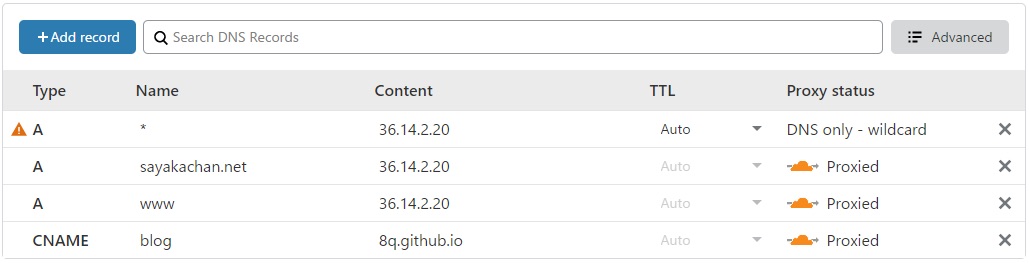 + Add record Search DNS Records Advanced
Type Name Content TTL Proxy status
A * 36.14.2.20 Auto DNS only - wildcard
A sayakachan.net 36.14.2.20 Auto Proxied
A www 36.14.2.20 Auto Proxied
CNAME blog 8q.github.io Auto Proxied